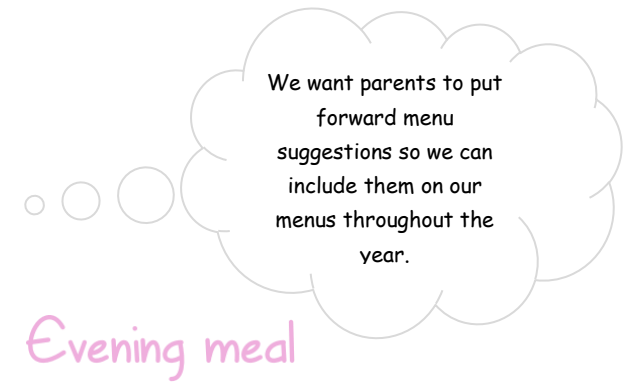 We want parents to put
forward menu
suggestions so we can
include them on our
menus throughout the
year.
Evening meal